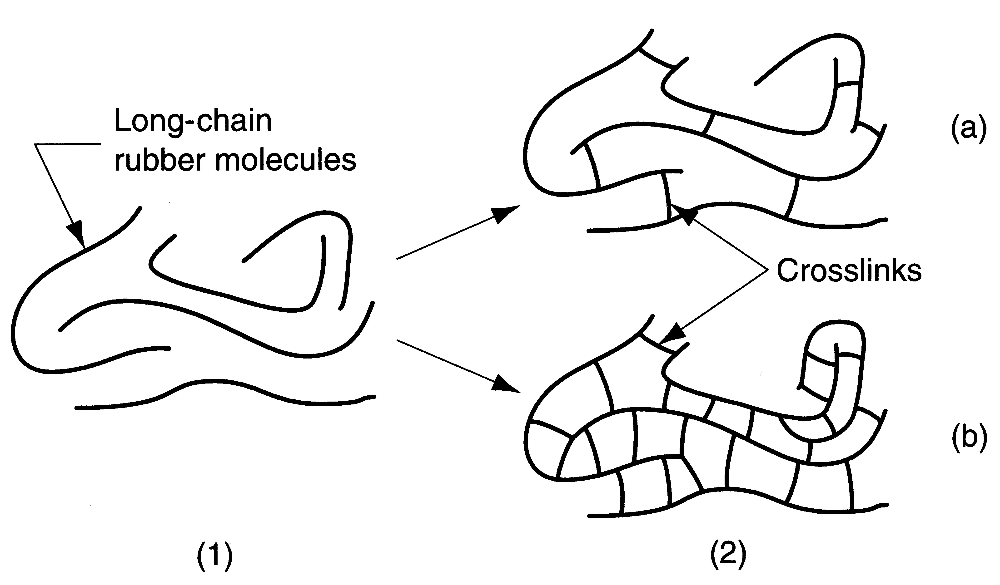 Long-chain
rubber molecules
(a)
Crosslinks
(b)
(1)
(2)